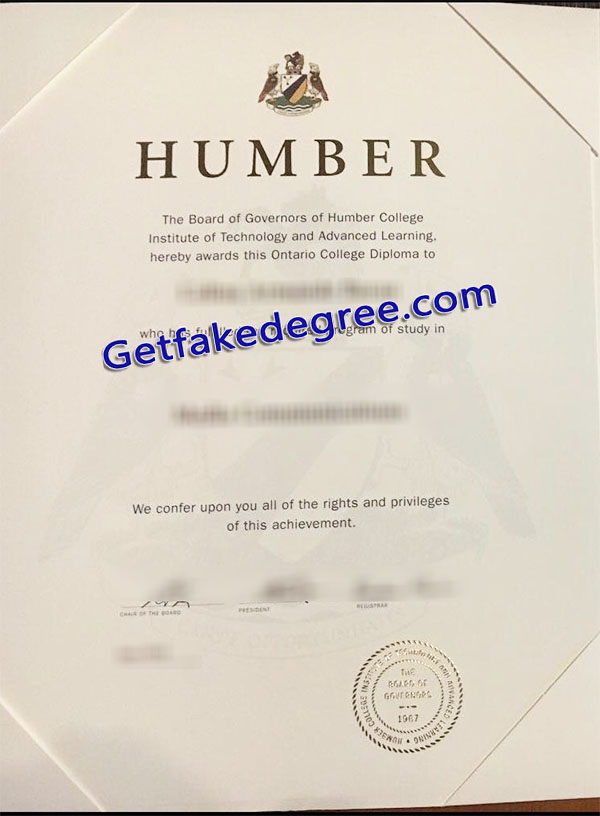 HUMBER
The Board of Governors of Humber College
Institute of Technology and Advanced Learning,
hereby awards this Ontario College Diploma to
Getfakedegree.com
who has program of study in
We confer upon you all of the rights and privileges
of this achievement.
CHAIR OF THE BOARD PRESIDENT REGISTRAR
HUMBER COLLEGE INSTITUTE OF TECHNOLOGY AND ADVANCED LEARNING
THE
BOARD OF
GOVERNORS
1967